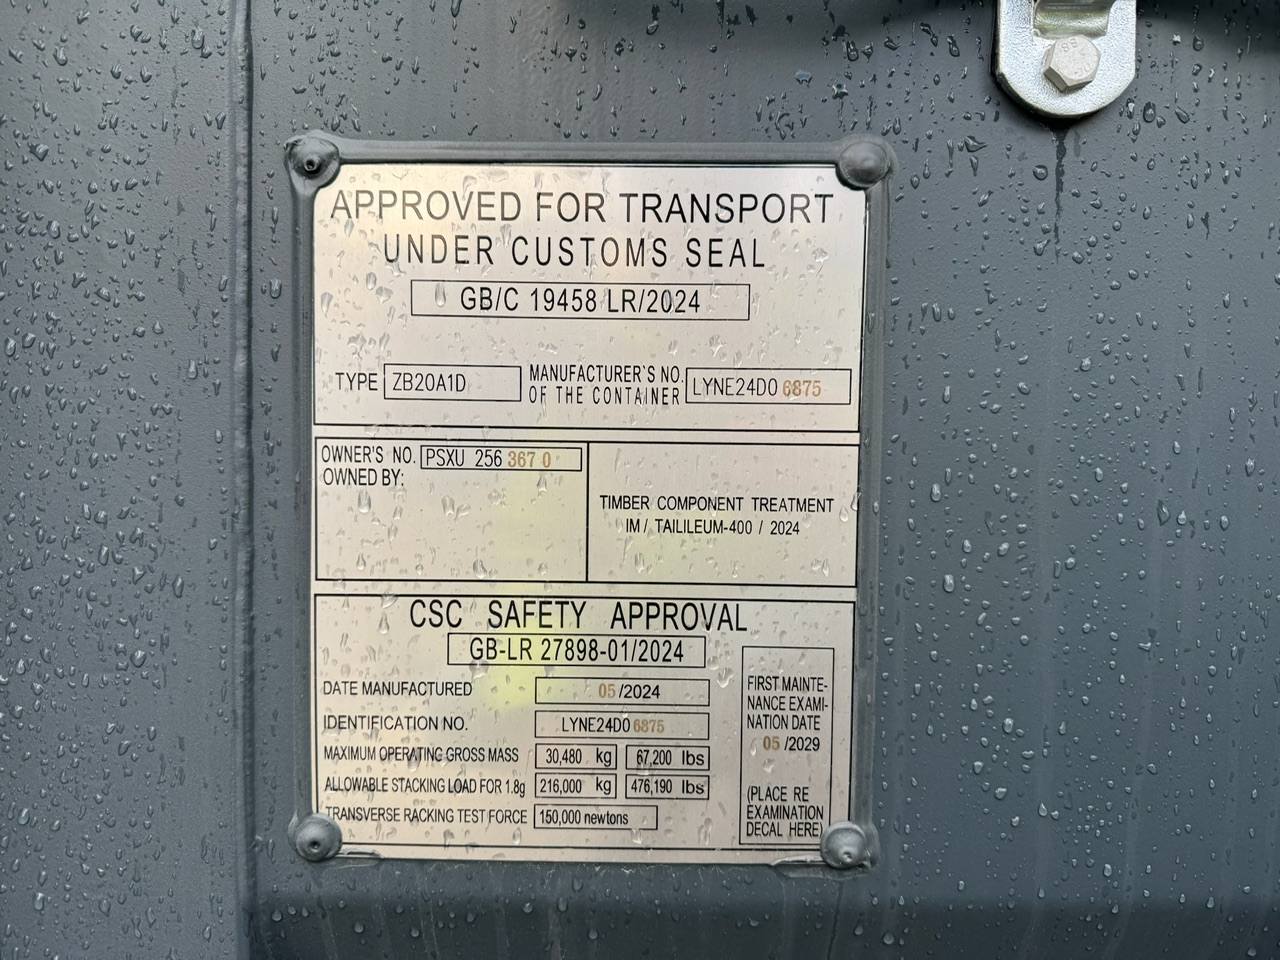 APPROVED FOR TRANSPORT
UNDER CUSTOMS SEAL
GB/C 19458 LR/2024
TYPE ZB20A1D MANUFACTURER'S NO. OF THE CONTAINER LYNE24D0 6875
OWNER'S NO. PSXU 256 367 0
OWNED BY:
TIMBER COMPONENT TREATMENT
IM / TAILILEUM-400 / 2024
CSC SAFETY APPROVAL
GB-LR 27898-01/2024
DATE MANUFACTURED 05/2024
IDENTIFICATION NO. LYNE24D0 6875
MAXIMUM OPERATING GROSS MASS 30,480 kg 67,200 lbs
ALLOWABLE STACKING LOAD FOR 1.8g 216,000 kg 476,190 lbs
TRANSVERSE RACKING TEST FORCE 150,000 newtons
FIRST MAINTE-
NANCE EXAMI-
NATION DATE
05 /2029
(PLACE RE
EXAMINATION
DECAL HERE)